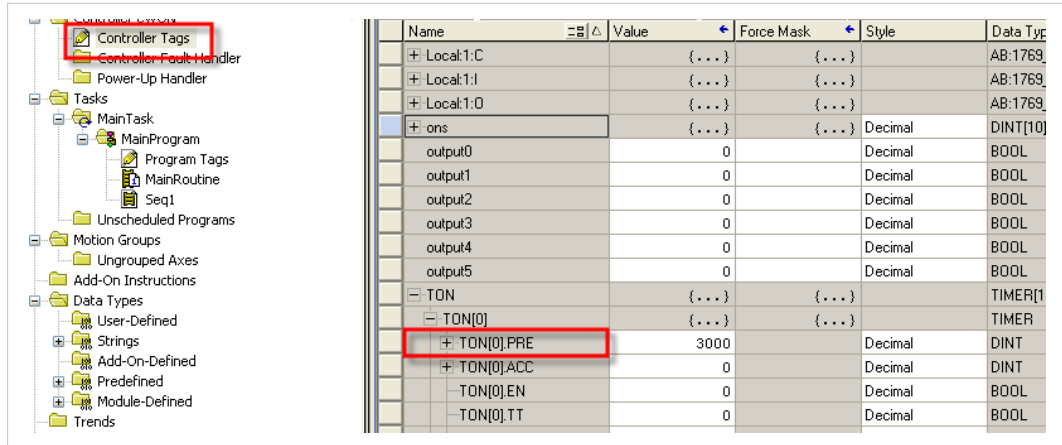 Controller Tags
Controller Fault Handler
Power-Up Handler
Tasks
MainTask
MainProgram
Program Tags
MainRoutine
Seq1
Unscheduled Programs
Motion Groups
Ungrouped Axes
Add-On Instructions
Data Types
User-Defined
Strings
Add-On-Defined
Predefined
Module-Defined
Trends
Name Value Force Mask Style Data Typ
Local:1:C {...} {...} AB:1769_
Local:1:I {...} {...} AB:1769_
Local:1:O {...} {...} AB:1769_
ons {...} {...} Decimal DINT[10]
output0 0 Decimal BOOL
output1 0 Decimal BOOL
output2 0 Decimal BOOL
output3 0 Decimal BOOL
output4 0 Decimal BOOL
output5 0 Decimal BOOL
TON {...} {...} TIMER[1
TON[0] {...} {...} TIMER
TON[0].PRE 3000 Decimal DINT
TON[0].ACC 0 Decimal DINT
TON[0].EN 0 Decimal BOOL
TON[0].TT 0 Decimal BOOL